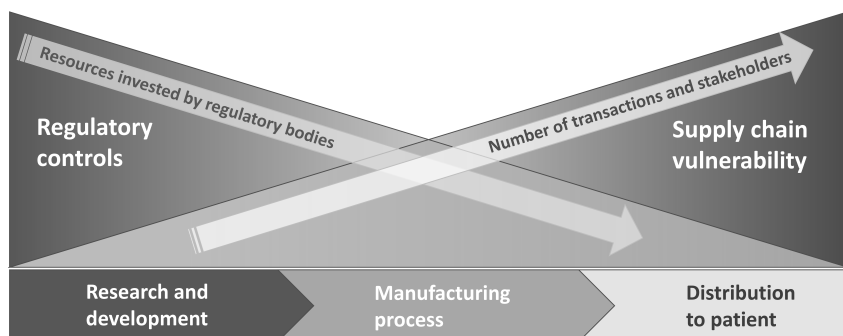 Resources invested by regulatory bodies
Number of transactions and stakeholders
Regulatory
controls
Supply chain
vulnerability
Research and
development
Manufacturing
process
Distribution
to patient